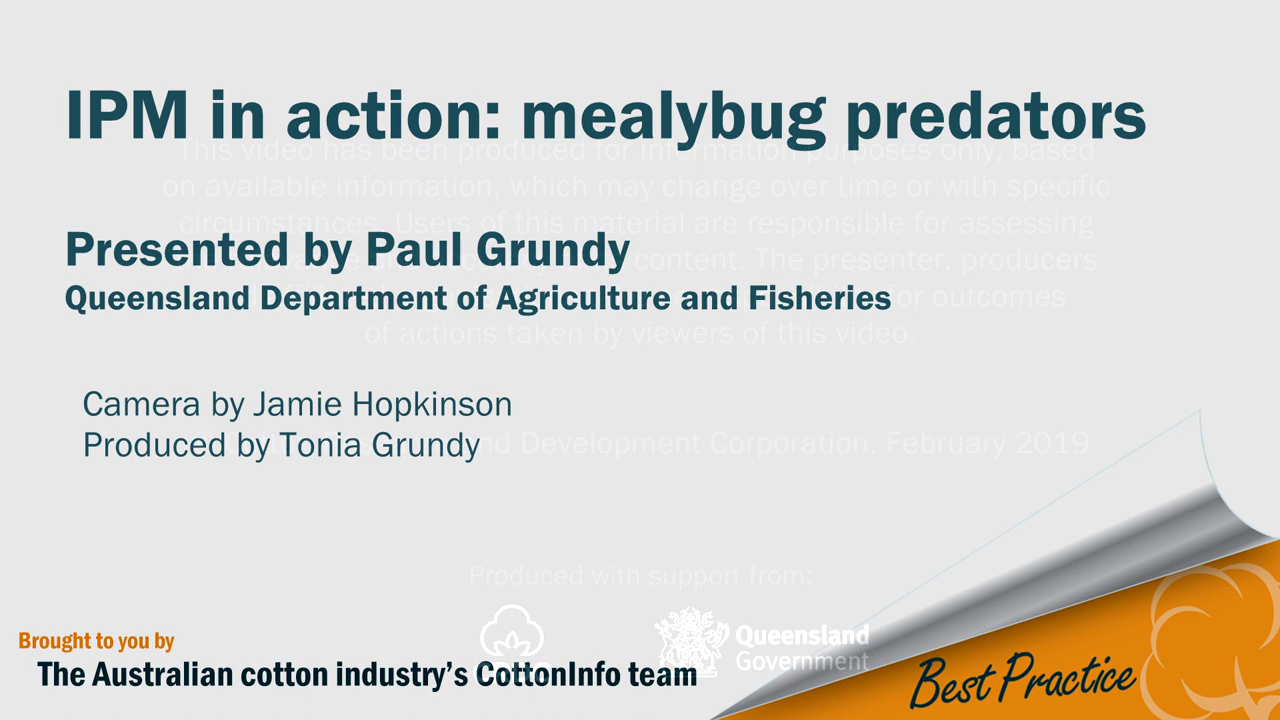 IPM in action: mealybug predators
This video has been produced for information purposes only, based
on available information, which may change over time or with specific
circumstances. Users of this material are responsible for assessing
Presented by Paul Grundy
content. The presenter, producers
Queensland Department of Agriculture and Fisheries
for outcomes
of actions taken by viewers of this video.
Camera by Jamie Hopkinson
Produced by Tonia Grundy
and Development Corporation, February 2019
Produced with support from:
Brought to you by
The Australian cotton industry's CottonInfo team
Queensland
Government
Best Practice